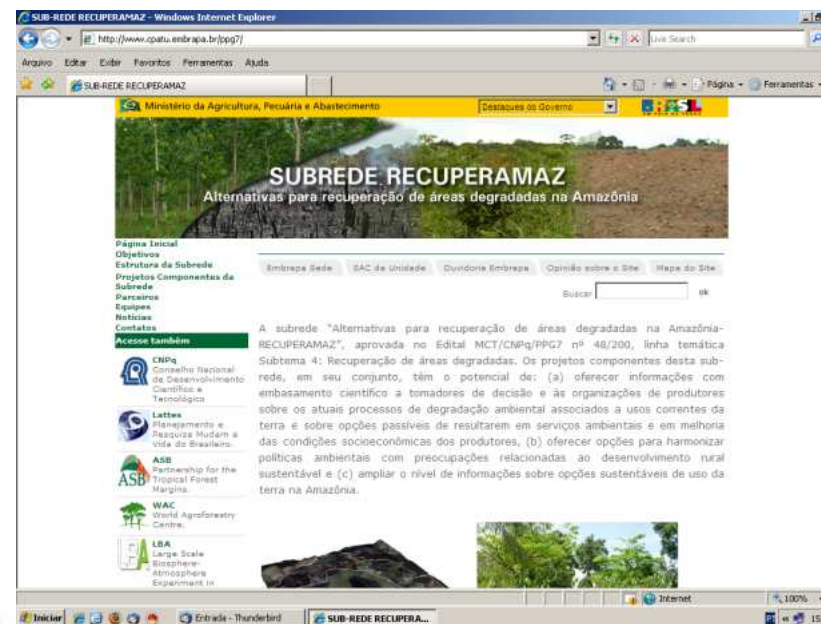 SUB-REDE RECUPERAMAZ - Windows Internet Explorer
http://www.cpatu.embrapa.br/ppg7/
Live Search
Arquivo Editar Exibir Favoritos Ferramentas Ajuda
SUB-REDE RECUPERAMAZ
Página
Ferramentas
Ministério da Agricultura, Pecuária e Abastecimento
Destaques do Governo
BRASIL
SUBREDE RECUPERAMAZ
Alternativas para recuperação de áreas degradadas na Amazônia
Página Inicial
Objetivos
Estrutura da Subrede
Projetos Componentes da
Subrede
Parceiros
Equipes
Notícias
Contatos
Acesse também
CNPq
Conselho Nacional
de Desenvolvimento
Científico e
Tecnológico
Lattes
Planejamento e
Pesquisa Mudam a
Vida do Brasileiro.
ASB
ASB
Partnership for the
Tropical Forest
Margins.
WAC
World Agroforestry
Centre.
LBA
Large Scale
Biosphere-
Atmosphere
Experiment in
Embrapa Sede SAC da Unidade Ouvidoria Embrapa Opinião sobre o Site Mapa do Site
Buscar ok
A subrede "Alternativas para recuperação de áreas degradadas na Amazônia-
RECUPERAMAZ", aprovada no Edital MCT/CNPq/PPG7 nº 48/200, linha temática
Subtema 4: Recuperação de áreas degradadas. Os projetos componentes desta sub-
rede, em seu conjunto, têm o potencial de: (a) oferecer informações com
embasamento científico a tomadores de decisão e às organizações de produtores
sobre os atuais processos de degradação ambiental associados a usos correntes da
terra e sobre opções passíveis de resultarem em serviços ambientais e em melhoria
das condições socioeconômicas dos produtores, (b) oferecer opções para harmonizar
políticas ambientais com preocupações relacionadas ao desenvolvimento rural
sustentável e (c) ampliar o nível de informações sobre opções sustentáveis de uso da
terra na Amazônia.
Internet
100%
Iniciar
Entrada - Thunderbird
SUB-REDE RECUPERA...
PT
15